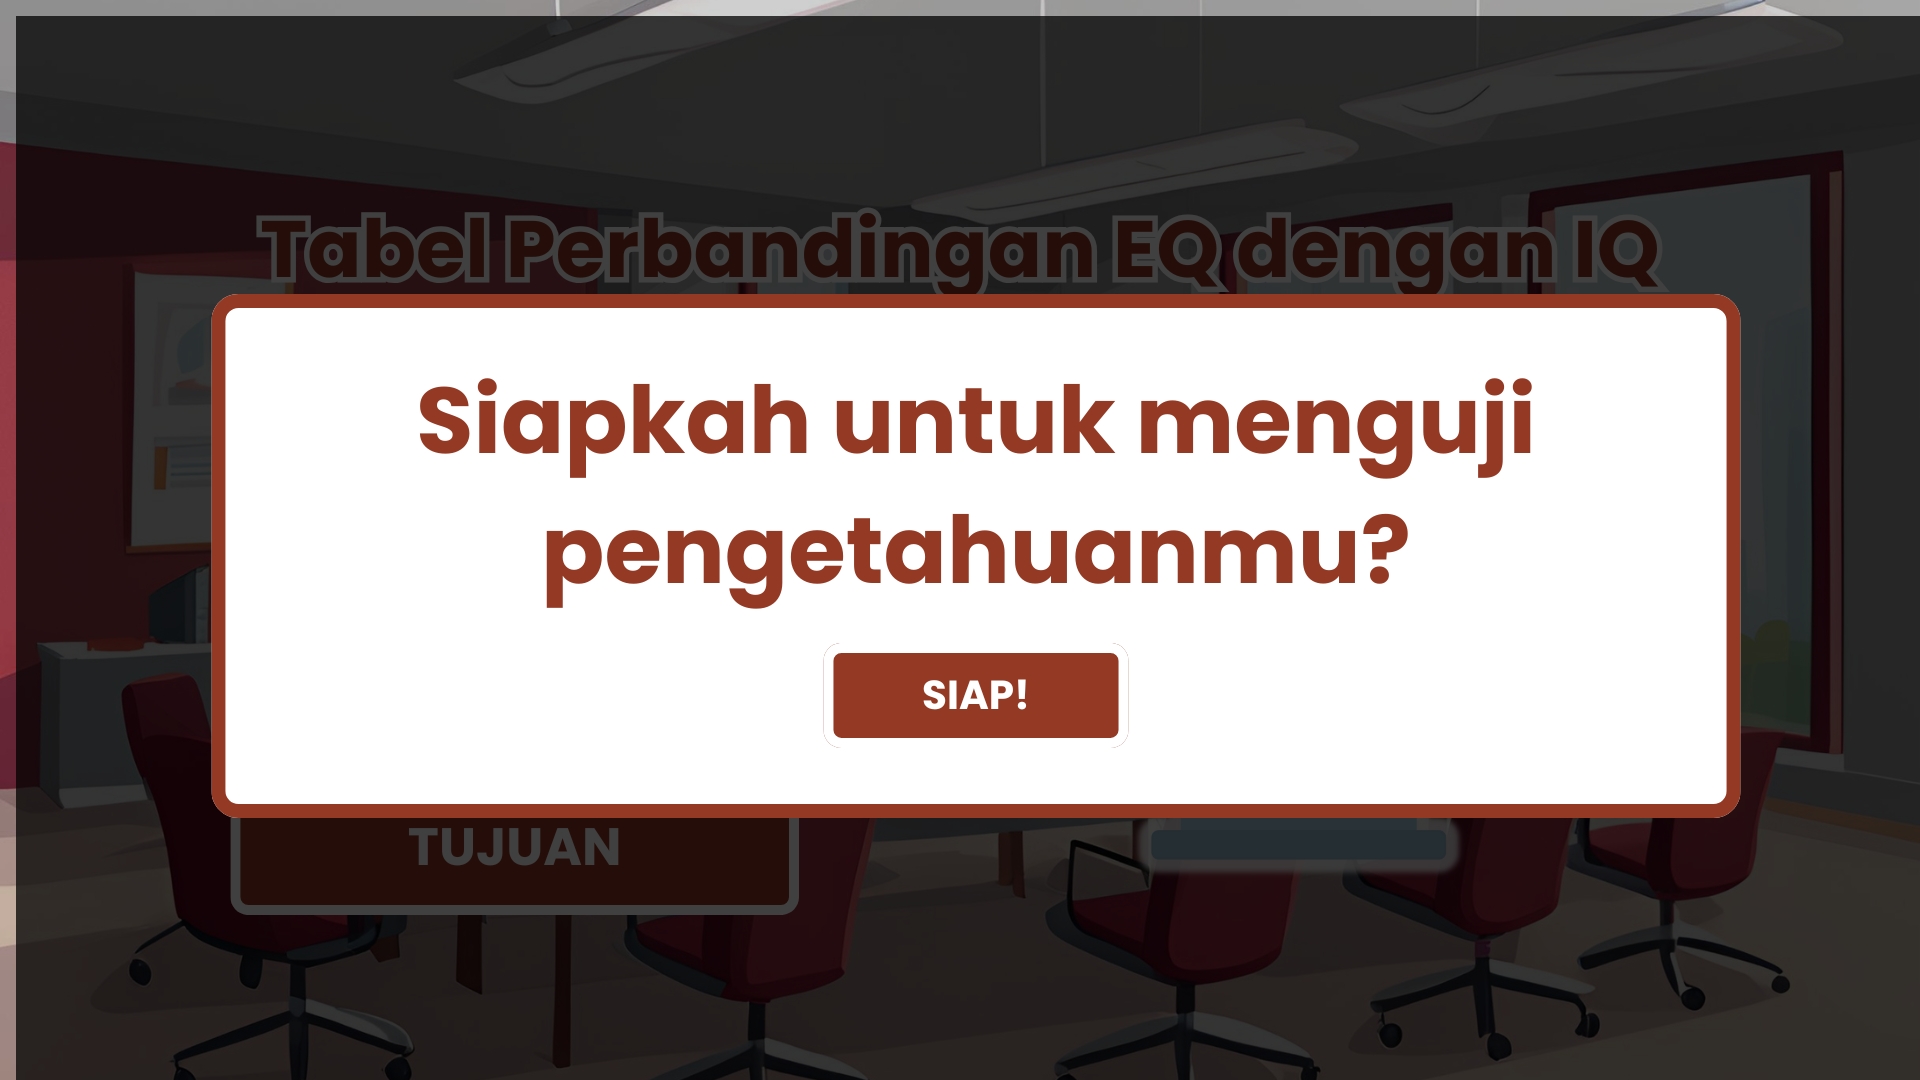 Tabel Perbandingan EQ dengan IQ
Siapkah untuk menguji
pengetahuanmu?
SIAP!
TUJUAN